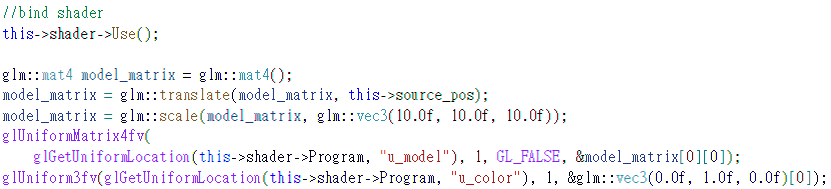 //bind shader
this->shader->Use();
glm::mat4 model_matrix = glm::mat4();
model_matrix = glm::translate(model_matrix, this->source_pos);
model_matrix = glm::scale(model_matrix, glm::vec3(10.0f, 10.0f, 10.0f));
glUniformMatrix4fv(
    glGetUniformLocation(this->shader->Program, "u_model"), 1, GL_FALSE, &model_matrix[0][0]);
glUniform3fv(glGetUniformLocation(this->shader->Program, "u_color"), 1, &glm::vec3(0.0f, 1.0f, 0.0f)[0]);